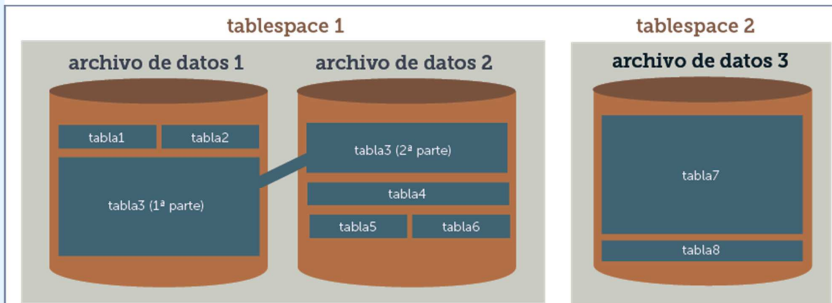 tablespace 1
archivo de datos 1
archivo de datos 2
tabla1
tabla2
tabla3 (1ª parte)
tabla3 (2ª parte)
tabla4
tabla5
tabla6
tablespace 2
archivo de datos 3
tabla7
tabla8